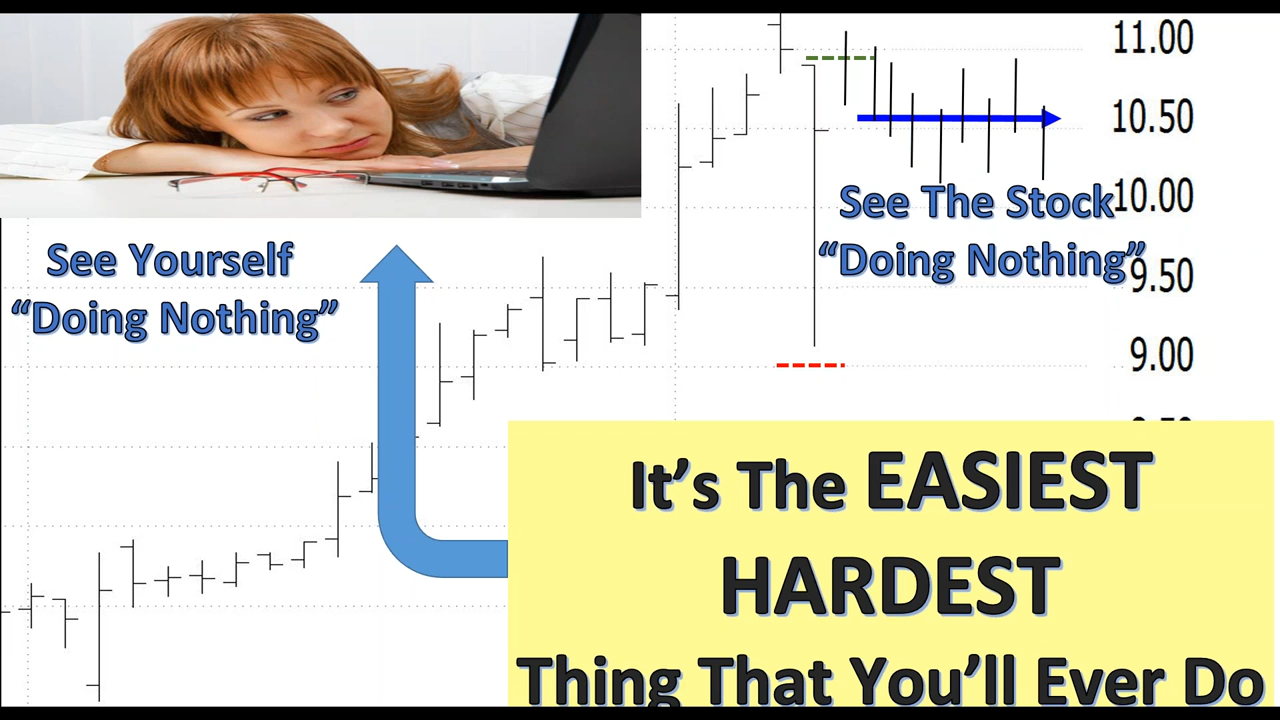 11.00
10.50
10.00
9.50
9.00
See The Stock
“Doing Nothing”
See Yourself
“Doing Nothing”
It’s The EASIEST
HARDEST
Thing That You’ll Ever Do